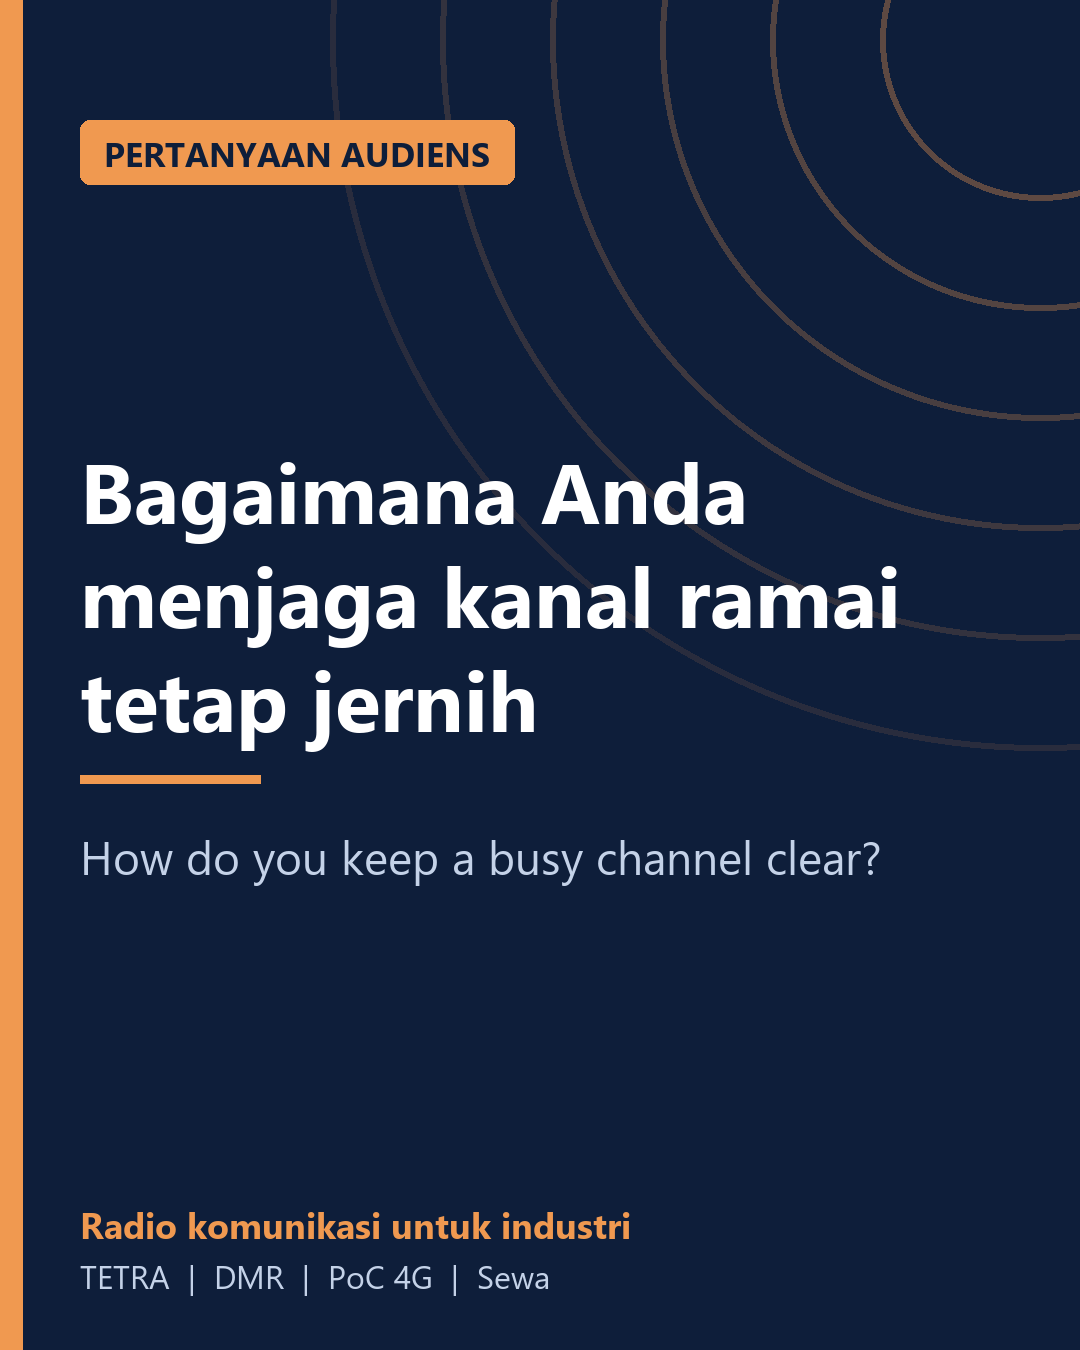 PERTANYAAN AUDIENS
Bagaimana Anda
menjaga kanal ramai
tetap jernih
How do you keep a busy channel clear?
Radio komunikasi untuk industri
TETRA | DMR | PoC 4G | Sewa